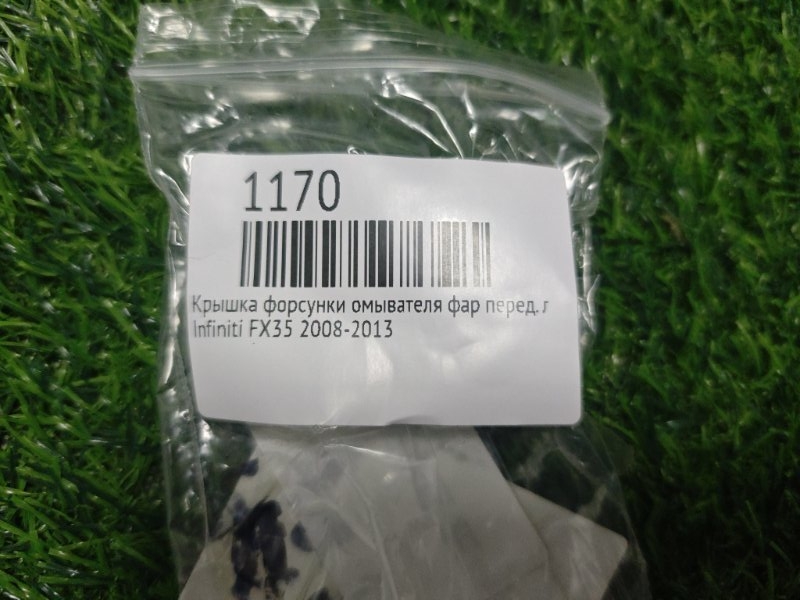 1170
Крышка форсунки омывателя фар перед. л
Infiniti FX35 2008-2013